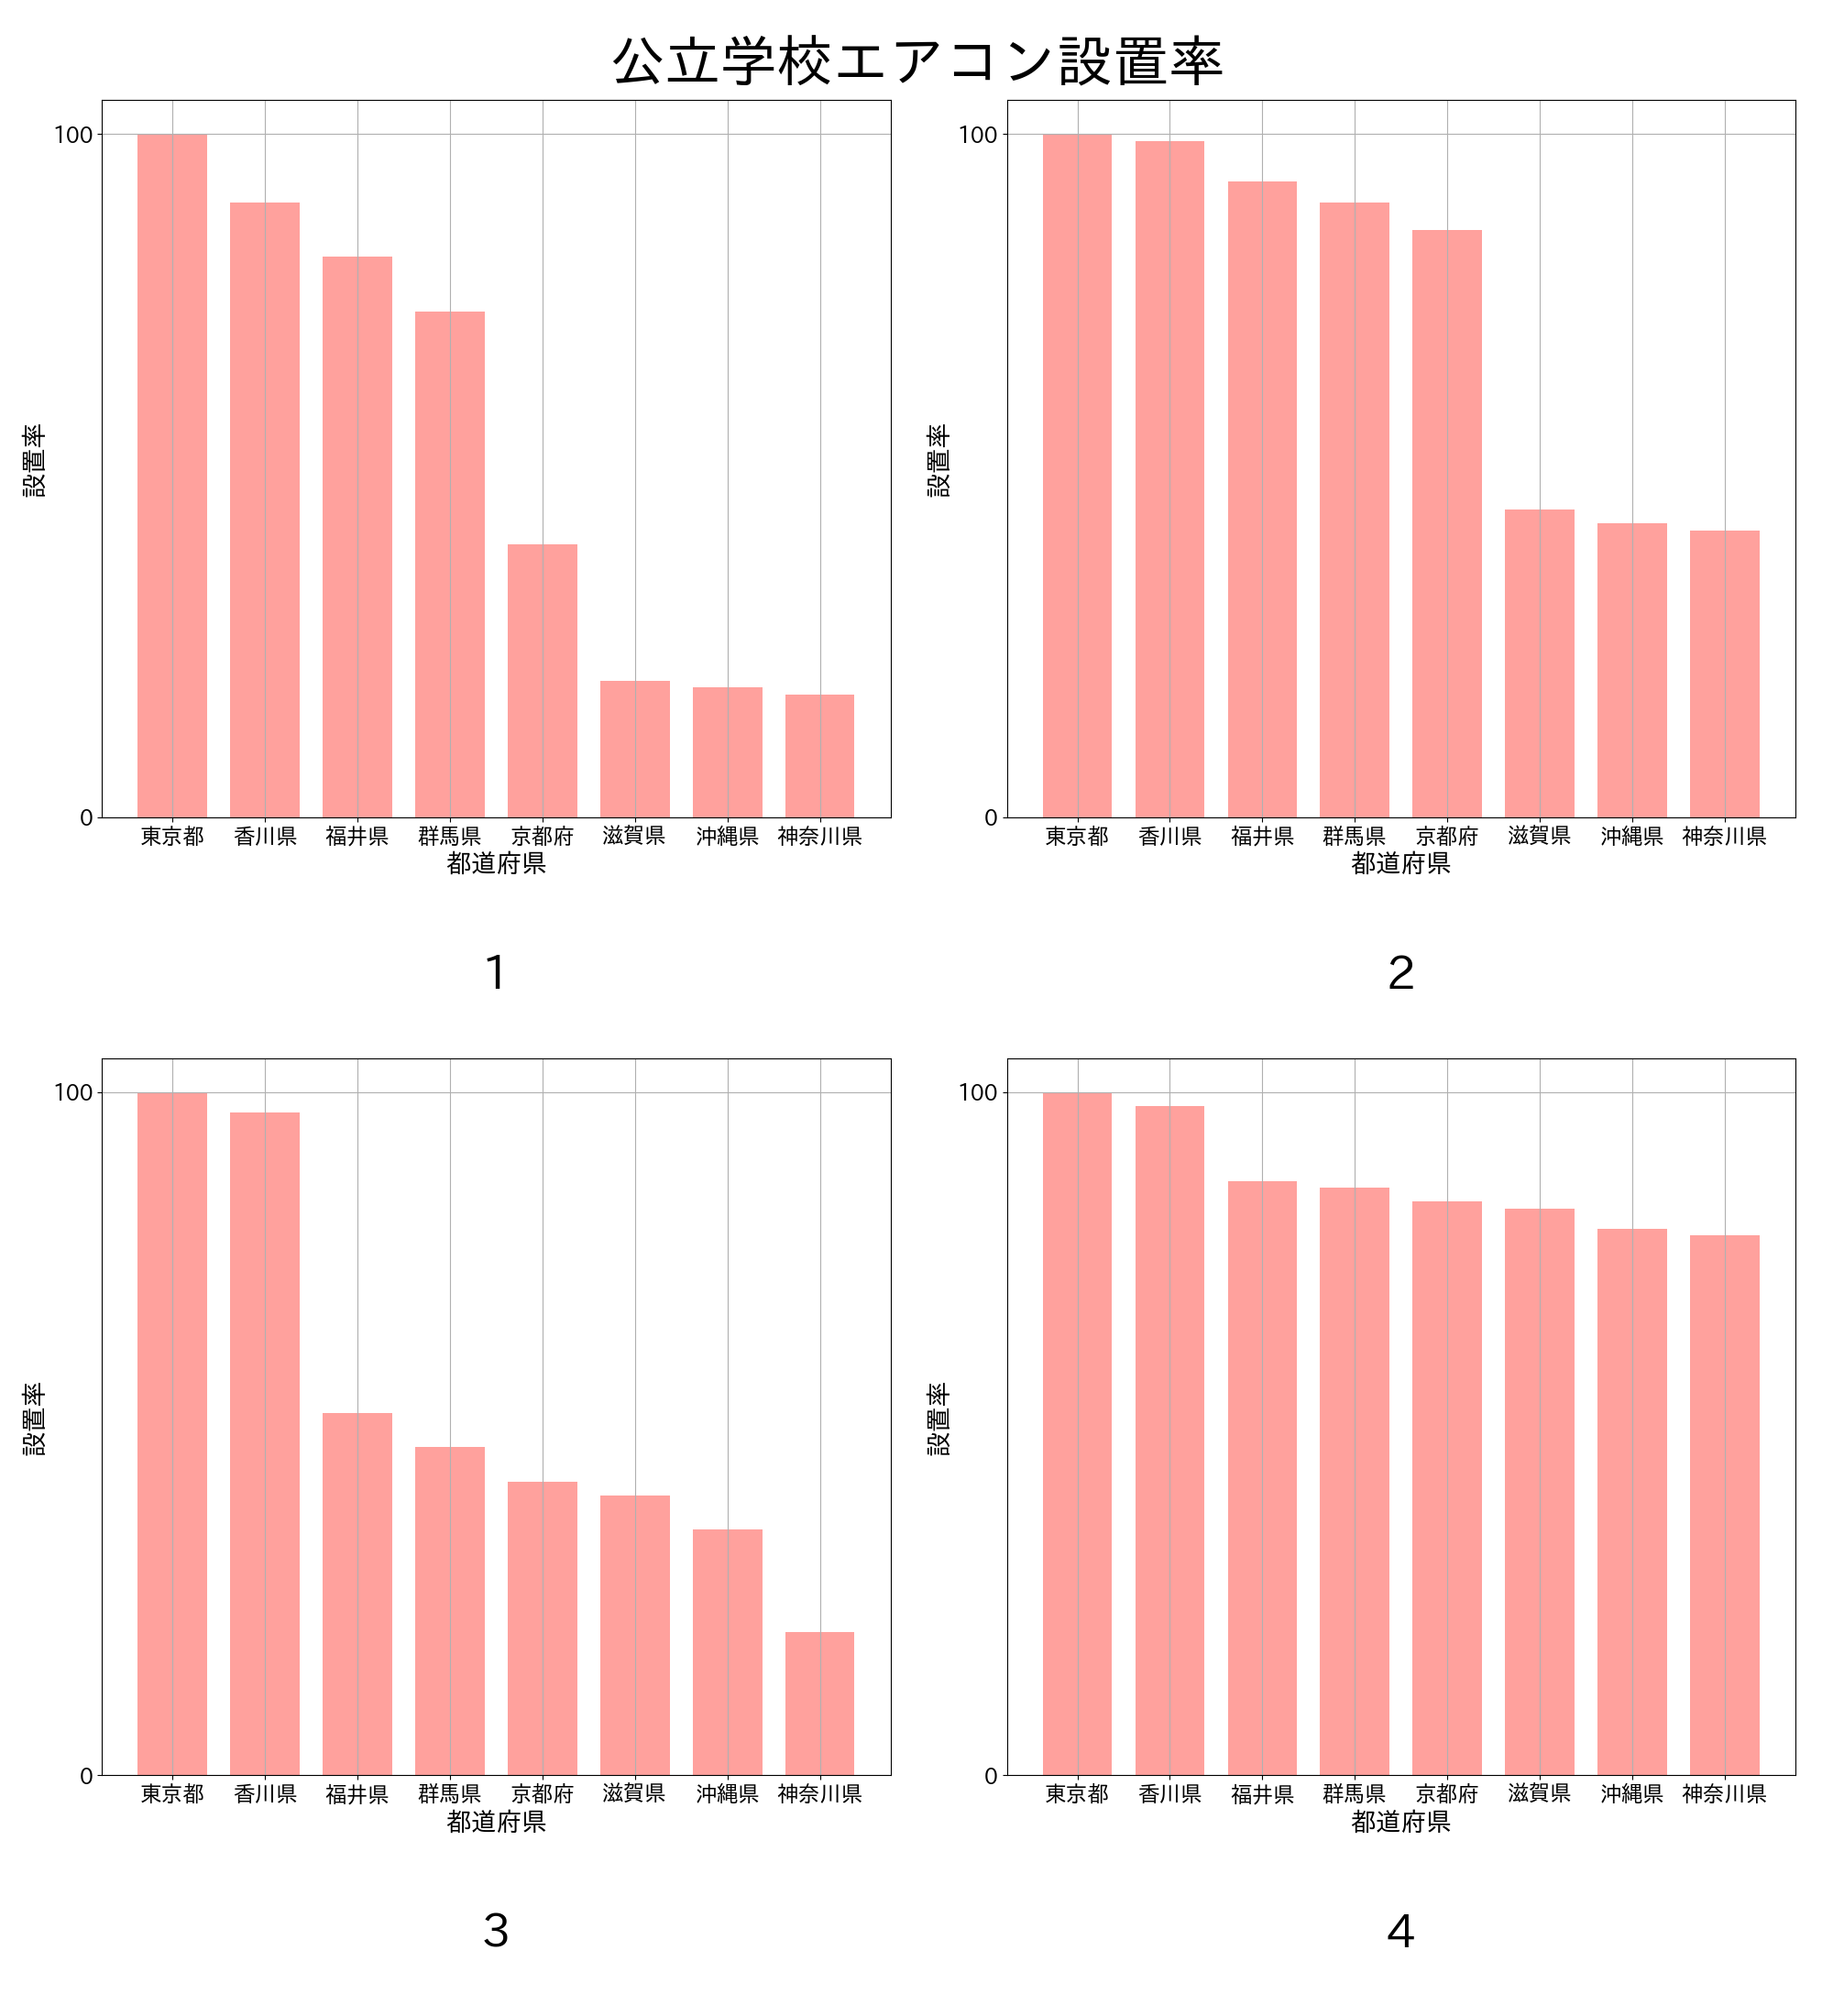 公立学校エアコン設置率
100
0
設置率
東京都 香川県 福井県 群馬県 京都府 滋賀県 沖縄県 神奈川県
都道府県
1
100
0
設置率
東京都 香川県 福井県 群馬県 京都府 滋賀県 沖縄県 神奈川県
都道府県
2
100
0
設置率
東京都 香川県 福井県 群馬県 京都府 滋賀県 沖縄県 神奈川県
都道府県
3
100
0
設置率
東京都 香川県 福井県 群馬県 京都府 滋賀県 沖縄県 神奈川県
都道府県
4